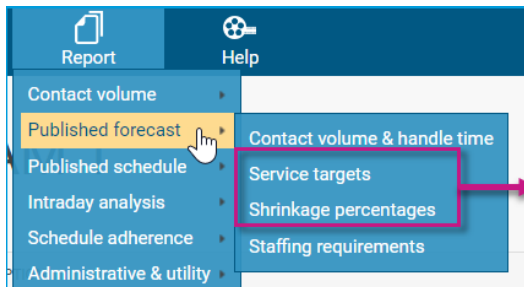 Report
Help
Contact volume
Published forecast
Published schedule
Intraday analysis
Schedule adherence
Administrative & utility
Contact volume & handle time
Service targets
Shrinkage percentages
Staffing requirements